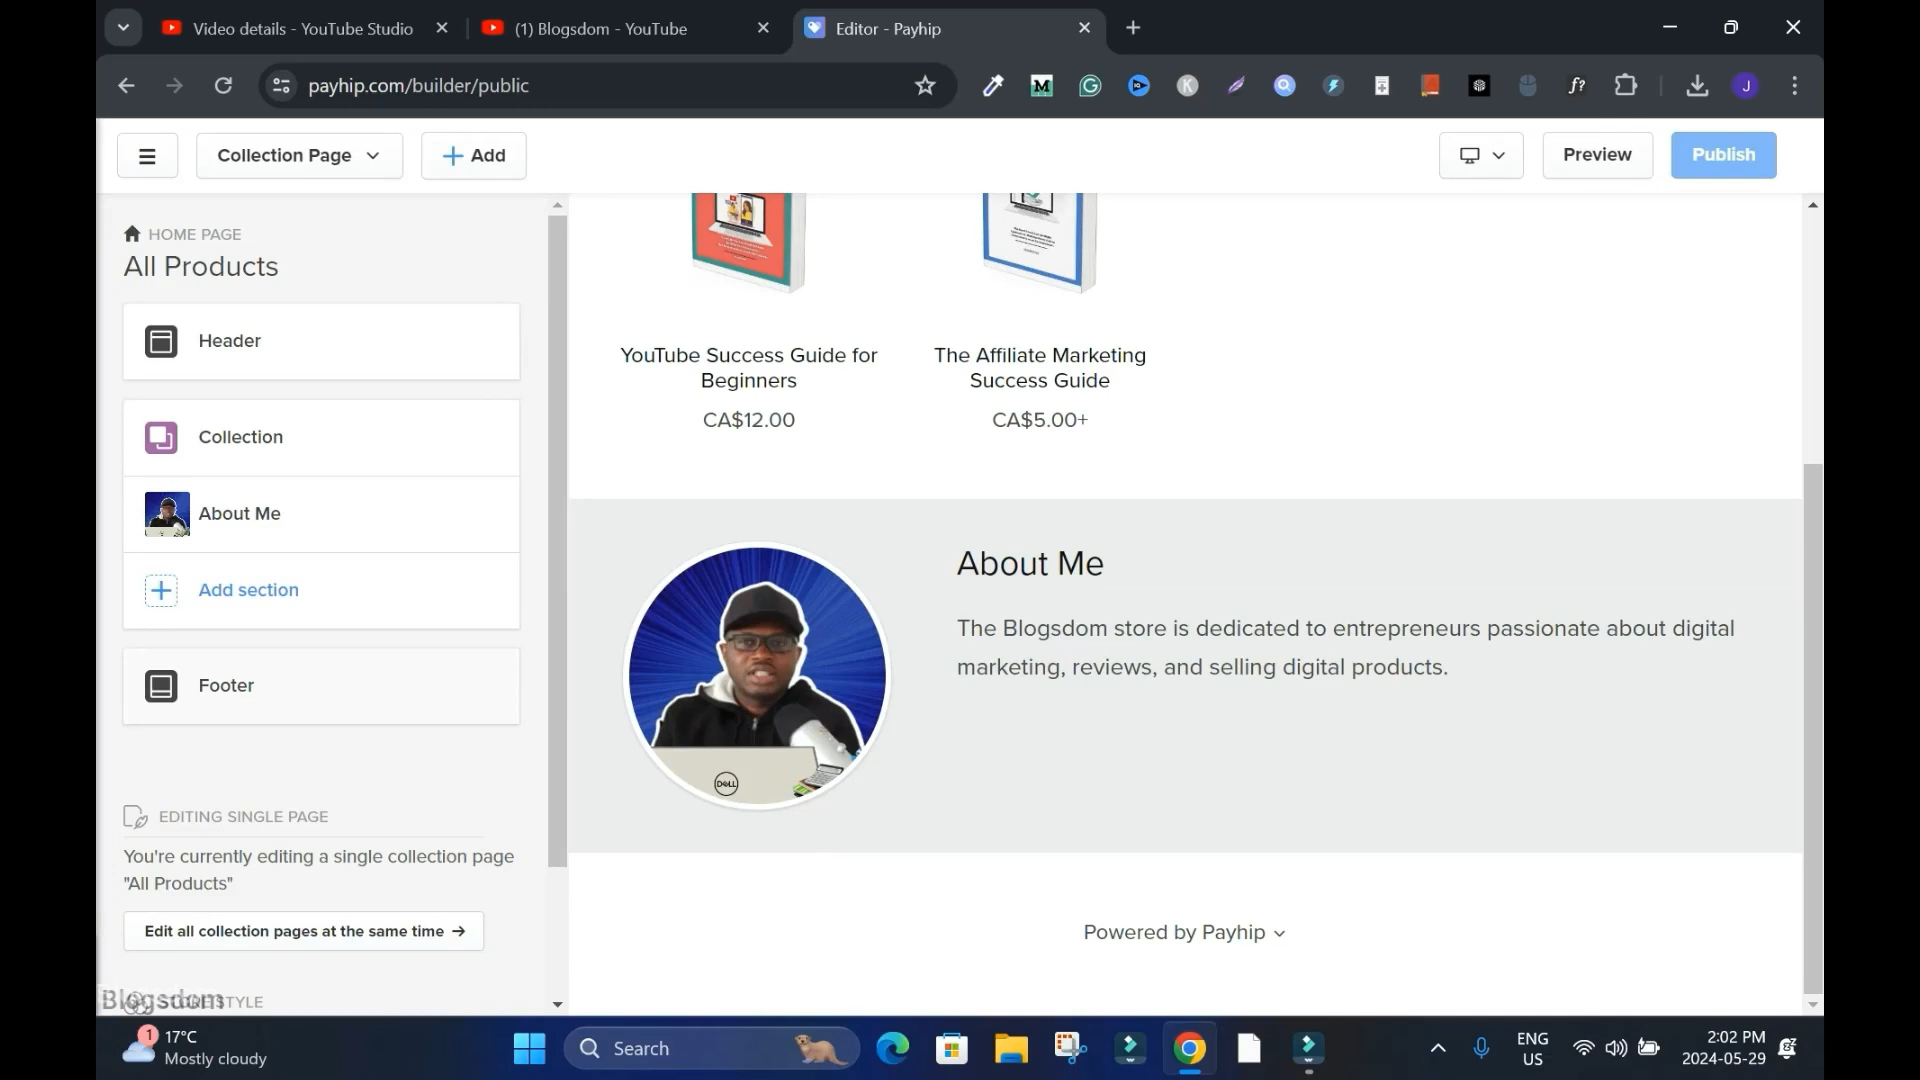 Video details - YouTube Studio
(1) Blogsdom - YouTube
Editor - Payhip
payhip.com/builder/public
M
G
K
f?
J
Collection Page
Add
Preview
Publish
HOME PAGE
All Products
Header
Collection
About Me
Add section
Footer
EDITING SINGLE PAGE
You're currently editing a single collection page
"All Products"
Edit all collection pages at the same time →
STYLE
Blogsdom
YouTube Success Guide for
Beginners
CA$12.00
The Affiliate Marketing
Success Guide
CA$5.00+
About Me
The Blogsdom store is dedicated to entrepreneurs passionate about digital
marketing, reviews, and selling digital products.
DELL
Powered by Payhip
1
17°C
Mostly cloudy
Search
ENG
US
2:02 PM
2024-05-29